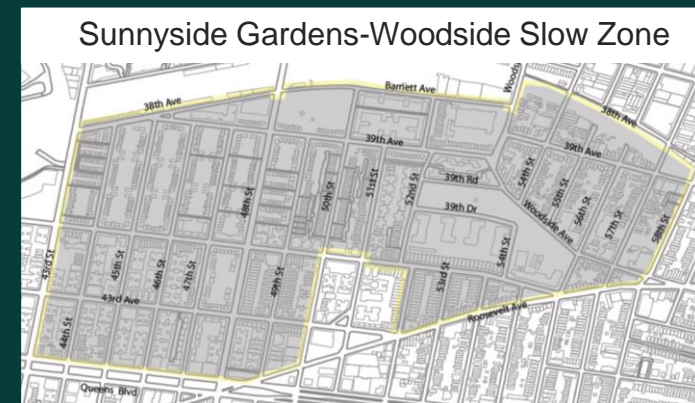 Sunnyside Gardens-Woodside Slow Zone
Barnett Ave
38th Ave
38th Ave
39th Ave
39th Ave
54th St
55th St
56th St
57th St
58th St
Woodside Ave
39th Rd
39th Dr
48th St
50th St
51st St
52nd St
53rd St
54th St
43rd St
45th St
46th St
47th St
49th St
43rd Ave
44th St
Roosevelt Ave
Queens Blvd